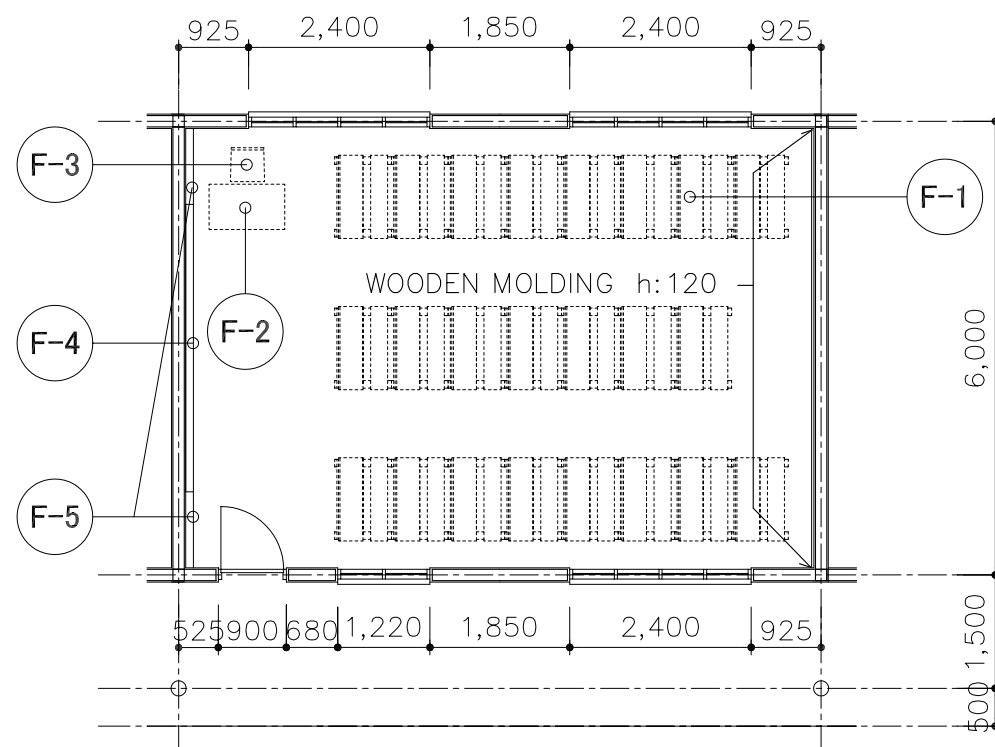 925 2,400 1,850 2,400 925
F-3
F-1
WOODEN MOLDING h:120
F-2
F-4
6,000
F-5
525 900 680 1,220 1,850 2,400 925
1,500
500